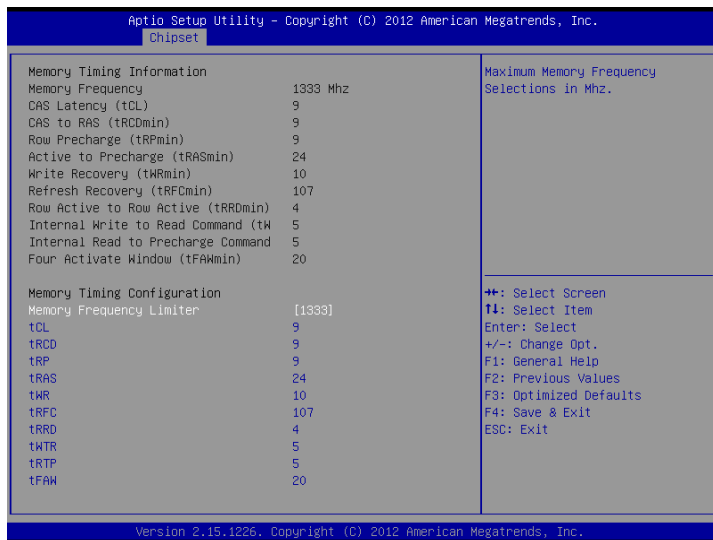 Aptio Setup Utility – Copyright (C) 2012 American Megatrends, Inc.
Chipset
Memory Timing Information
Memory Frequency 1333 Mhz
CAS Latency (tCL) 9
CAS to RAS (tRCDmin) 9
Row Precharge (tRPmin) 9
Active to Precharge (tRASmin) 24
Write Recovery (tWRmin) 10
Refresh Recovery (tRFCmin) 107
Row Active to Row Active (tRRDmin) 4
Internal Write to Read Command (tW 5
Internal Read to Precharge Command 5
Four Activate Window (tFAWmin) 20
Memory Timing Configuration
Memory Frequency Limiter [1333]
tCL 9
tRCD 9
tRP 9
tRAS 24
tWR 10
tRFC 107
tRRD 4
tWTR 5
tRTP 5
tFAW 20
Maximum Memory Frequency
Selections in Mhz.
→←: Select Screen
↑↓: Select Item
Enter: Select
+/-: Change Opt.
F1: General Help
F2: Previous Values
F3: Optimized Defaults
F4: Save & Exit
ESC: Exit
Version 2.15.1226. Copyright (C) 2012 American Megatrends, Inc.